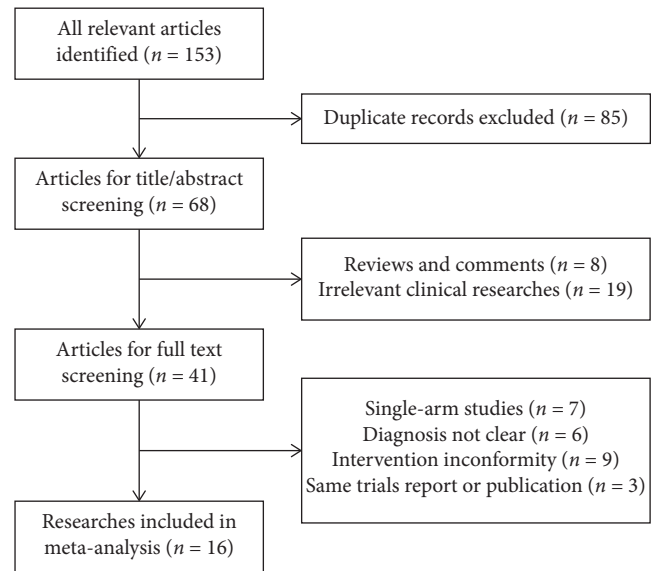 All relevant articles
identified (n = 153)
Duplicate records excluded (n = 85)
Articles for title/abstract
screening (n = 68)
Reviews and comments (n = 8)
Irrelevant clinical researches (n = 19)
Articles for full text
screening (n = 41)
Single-arm studies (n = 7)
Diagnosis not clear (n = 6)
Intervention inconformity (n = 9)
Same trials report or publication (n = 3)
Researches included in
meta-analysis (n = 16)